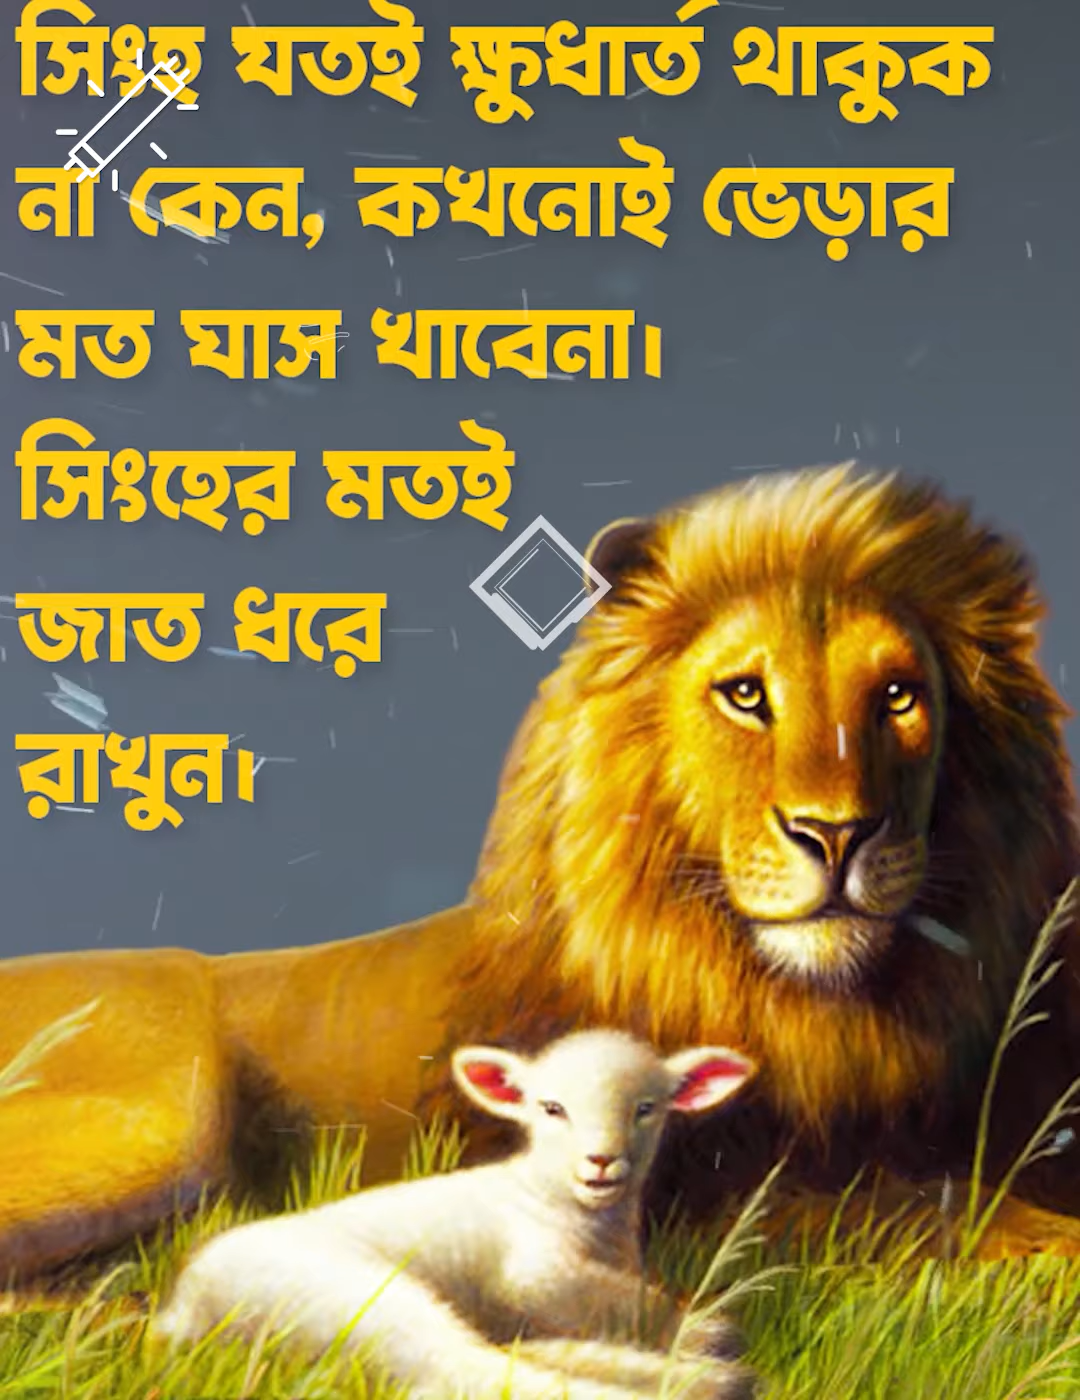 সিংহ যতই ক্ষুধার্ত থাকুক
না কেন, কখনোই ভেড়ার
মত ঘাস খাবেনা।
সিংহের মতই
জাত ধরে
রাখুন।